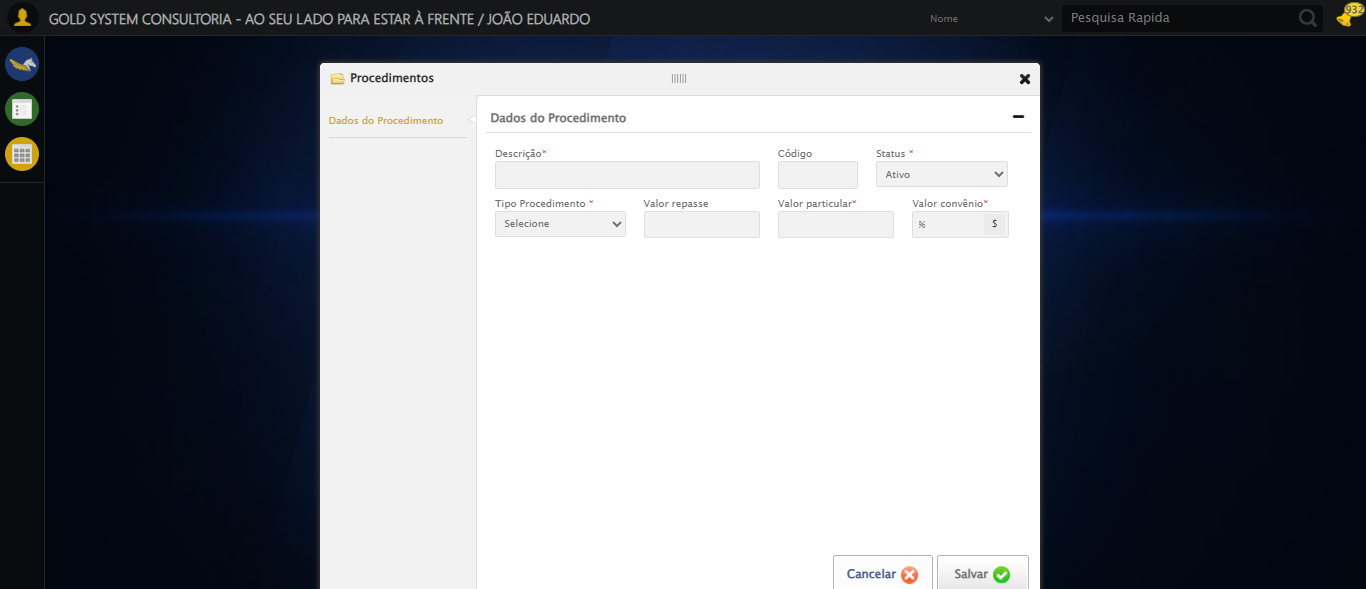 GOLD SYSTEM CONSULTORIA - AO SEU LADO PARA ESTAR À FRENTE / JOÃO EDUARDO
Nome
Pesquisa Rapida
932
Procedimentos
Dados do Procedimento
Dados do Procedimento
Descrição*
Código
Status *
Ativo
Tipo Procedimento *
Valor repasse
Valor particular*
Valor convênio*
Selecione
%
$
Cancelar
Salvar